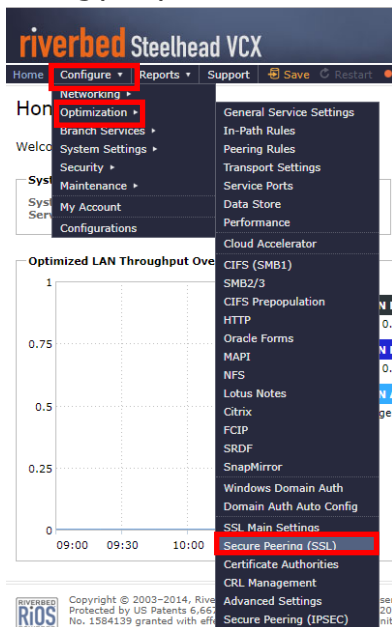 riverbed Steelhead VCX
Home Configure ▾ Reports ▾ Support Save Restart
Networking ▸
Optimization ▸
Branch Services ▸
System Settings ▸
Security ▸
Maintenance ▸
My Account
Configurations
General Service Settings
In-Path Rules
Peering Rules
Transport Settings
Service Ports
Data Store
Performance
Cloud Accelerator
CIFS (SMB1)
SMB2/3
CIFS Prepopulation
HTTP
Oracle Forms
MAPI
NFS
Lotus Notes
Citrix
FCIP
SRDF
SnapMirror
Windows Domain Auth
Domain Auth Auto Config
SSL Main Settings
Secure Peering (SSL)
Certificate Authorities
CRL Management
Advanced Settings
Secure Peering (IPSEC)
Hon
Welco
Syst
Syst
Serv
Optimized LAN Throughput Ove
1
0.75
0.5
0.25
0
09:00 09:30 10:00
RIVERBED
RiOS
Copyright © 2003–2014, Rive
Protected by US Patents 6,667
No. 1584139 granted with effe